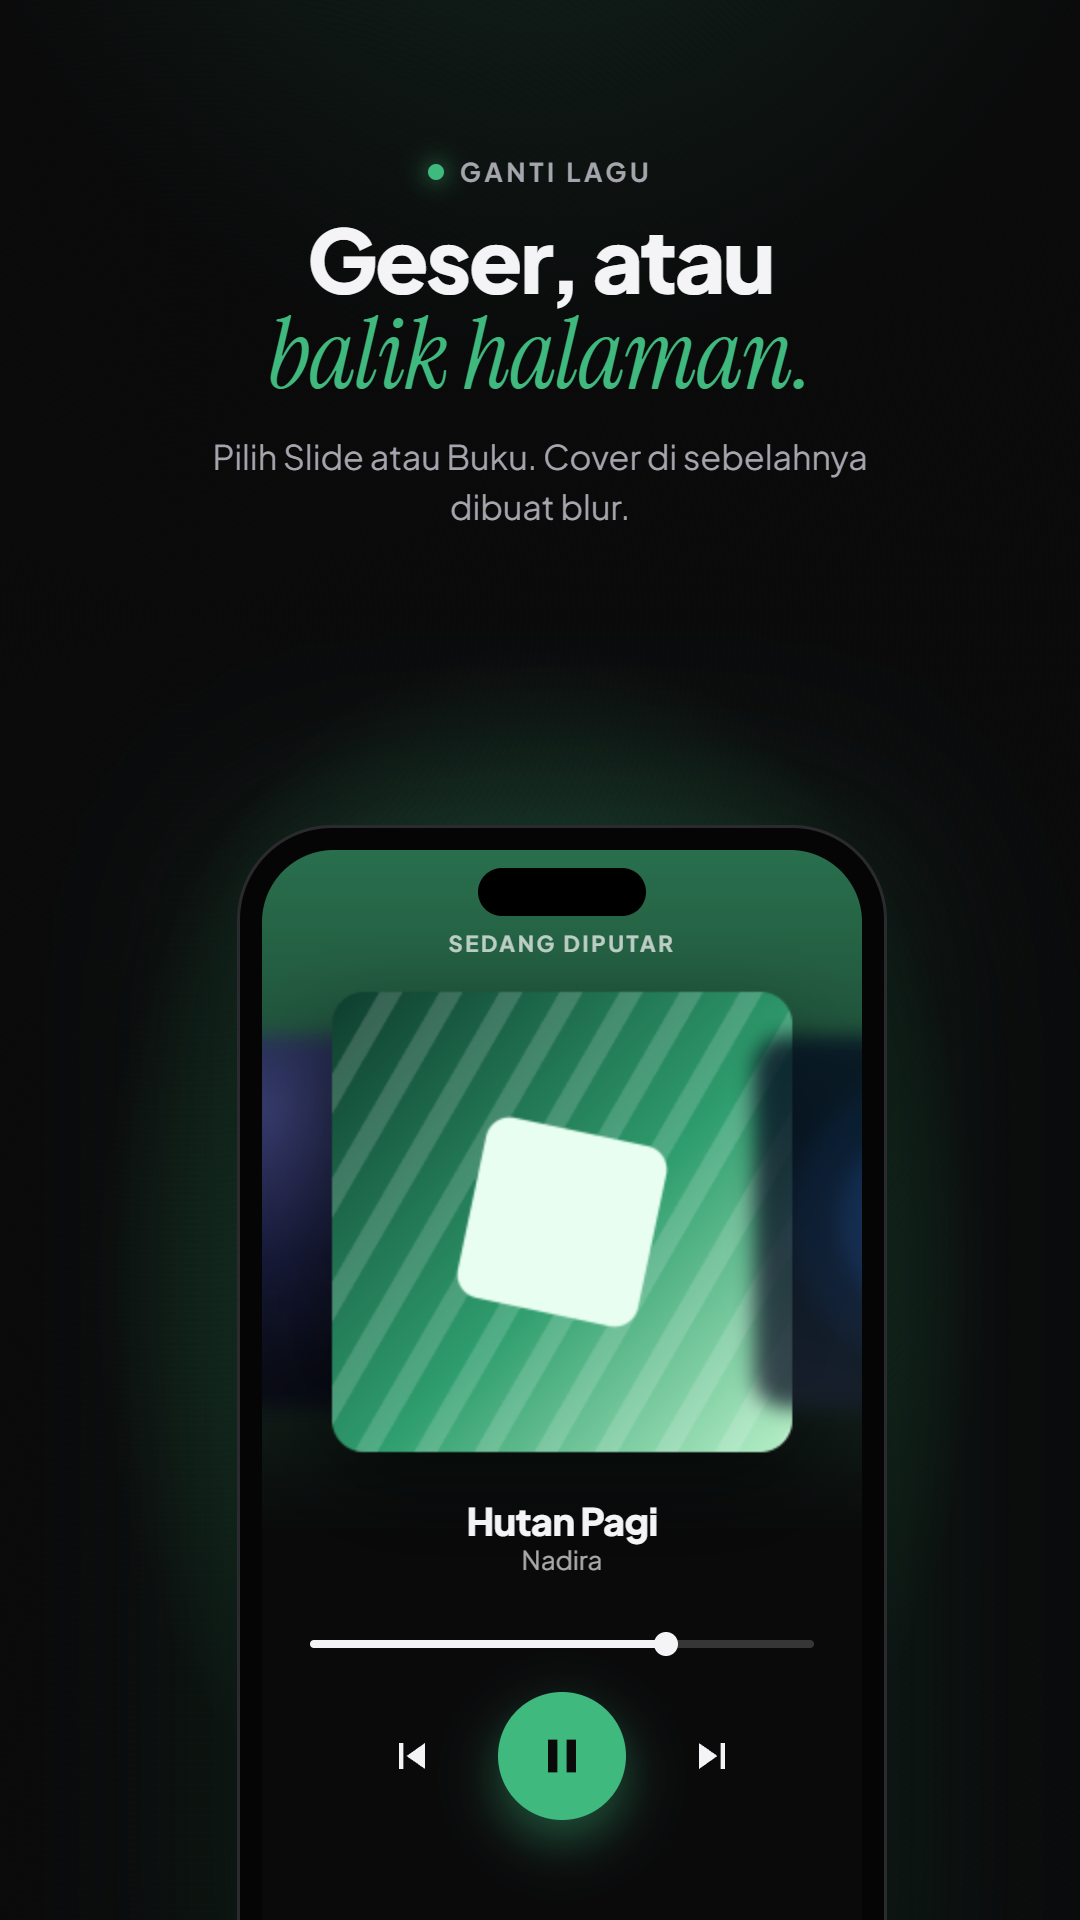 GANTI LAGU
Geser, atau
balik halaman.
Pilih Slide atau Buku. Cover di sebelahnya
dibuat blur.
SEDANG DIPUTAR
Hutan Pagi
Nadira